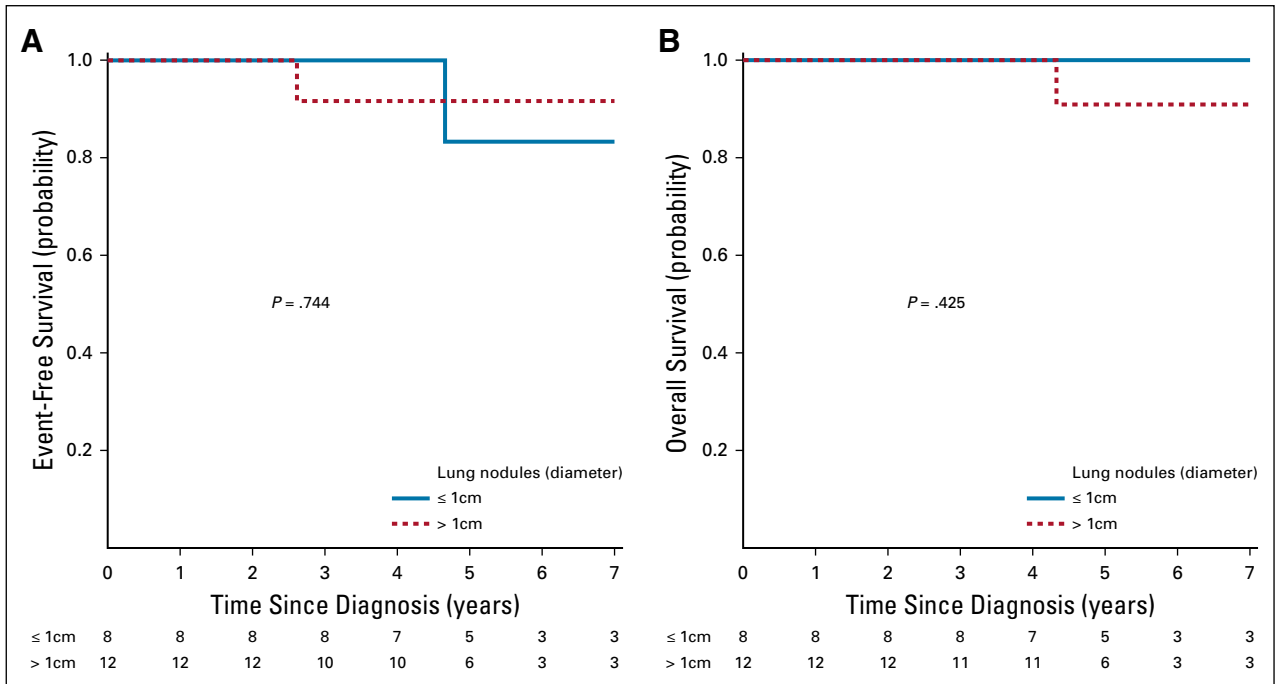 A
1.0
0.8
0.6
0.4
0.2
Event-Free Survival (probability)
P = .744
Lung nodules (diameter)
≤ 1cm
> 1cm
0 1 2 3 4 5 6 7
Time Since Diagnosis (years)
≤ 1cm 8 8 8 8 7 5 3 3
> 1cm 12 12 12 10 10 6 3 3
B
1.0
0.8
0.6
0.4
0.2
Overall Survival (probability)
P = .425
Lung nodules (diameter)
≤ 1cm
> 1cm
0 1 2 3 4 5 6 7
Time Since Diagnosis (years)
≤ 1cm 8 8 8 8 7 5 3 3
> 1cm 12 12 12 11 11 6 3 3